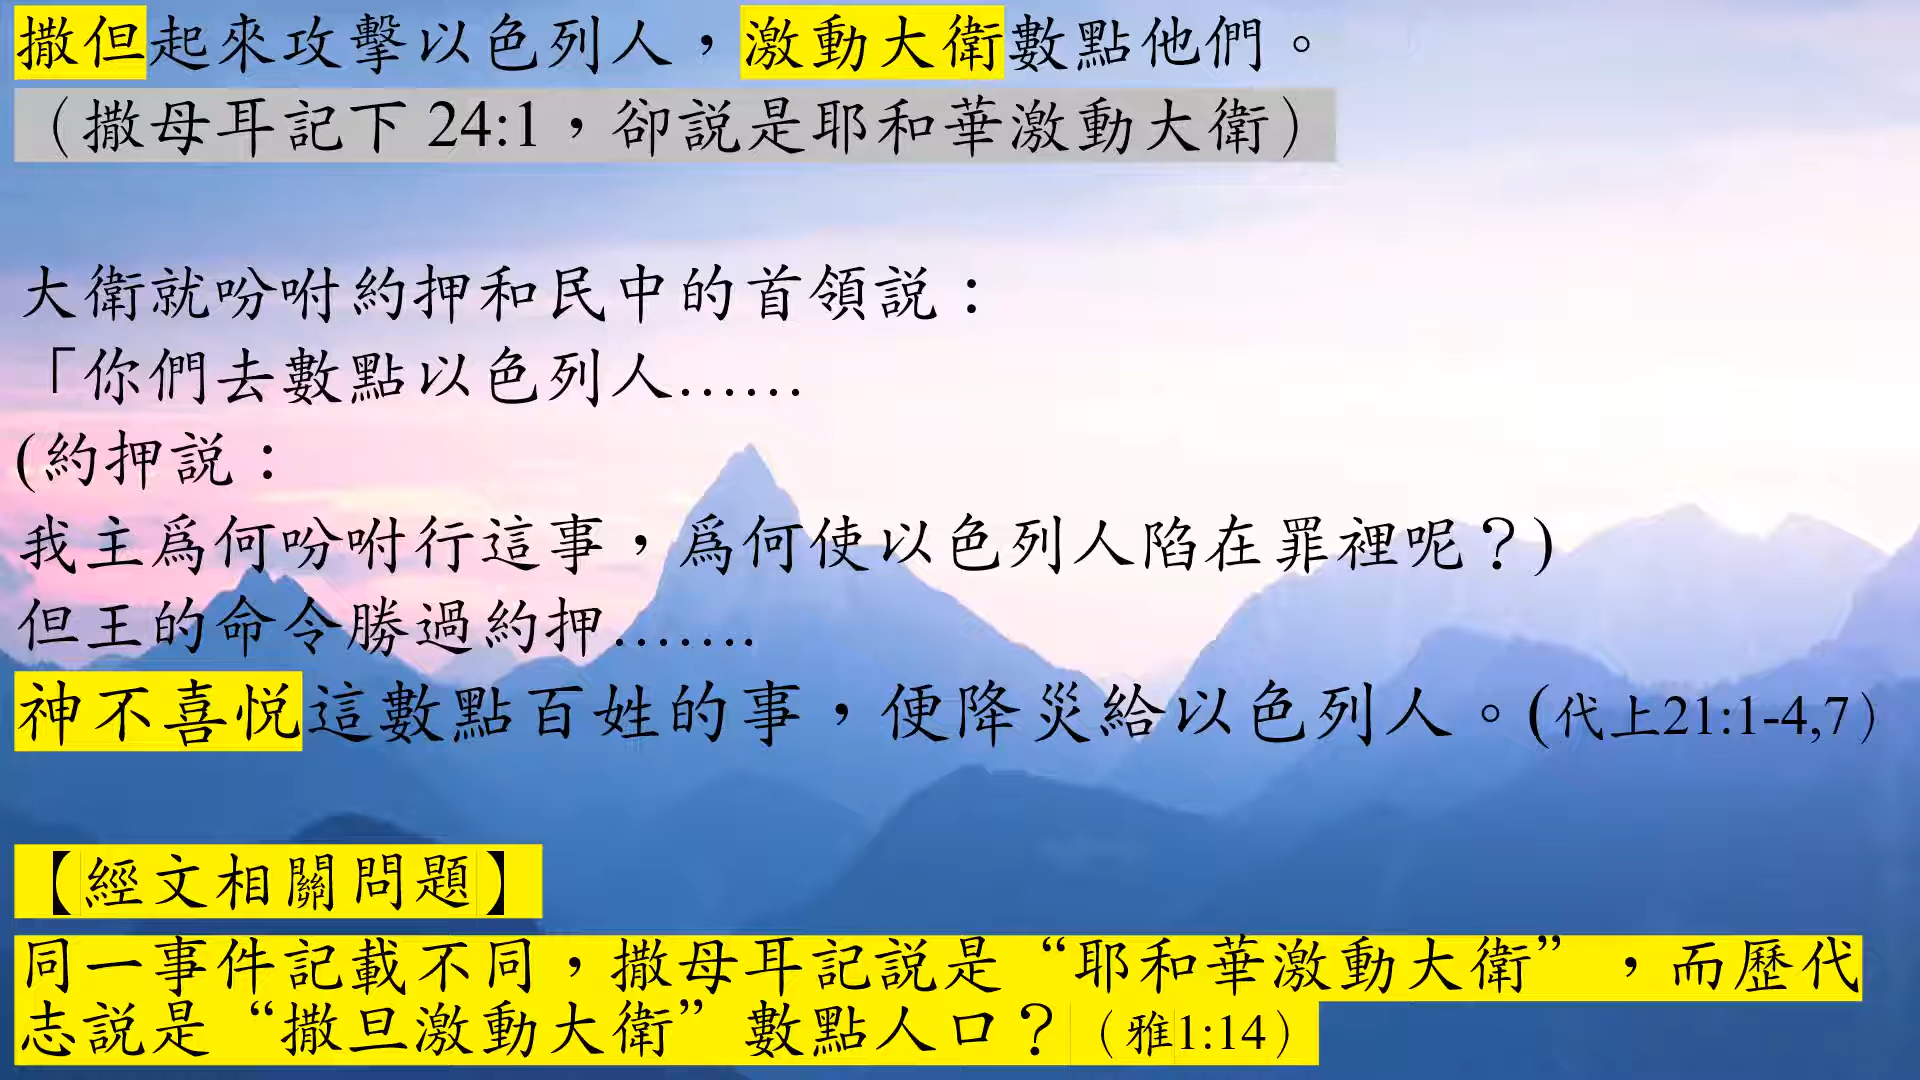 撒但起來攻擊以色列人，激動大衛數點他們。
（撒母耳記下 24:1，卻説是耶和華激動大衛）
大衛就吩咐約押和民中的首領説：
「你們去數點以色列人……
(約押説：
我主爲何吩咐行這事，爲何使以色列人陷在罪裡呢？)
但王的命令勝過約押…….
神不喜悦這數點百姓的事，便降災給以色列人。(代上21:1-4,7）
【經文相關問題】
同一事件記載不同，撒母耳記説是“耶和華激動大衛”，而歷代
志説是“撒旦激動大衛”數點人口？（雅1:14）